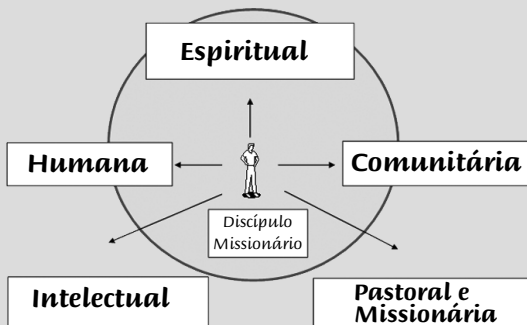 Espiritual
Humana
Comunitária
Discípulo
Missionário
Intelectual
Pastoral e
Missionária